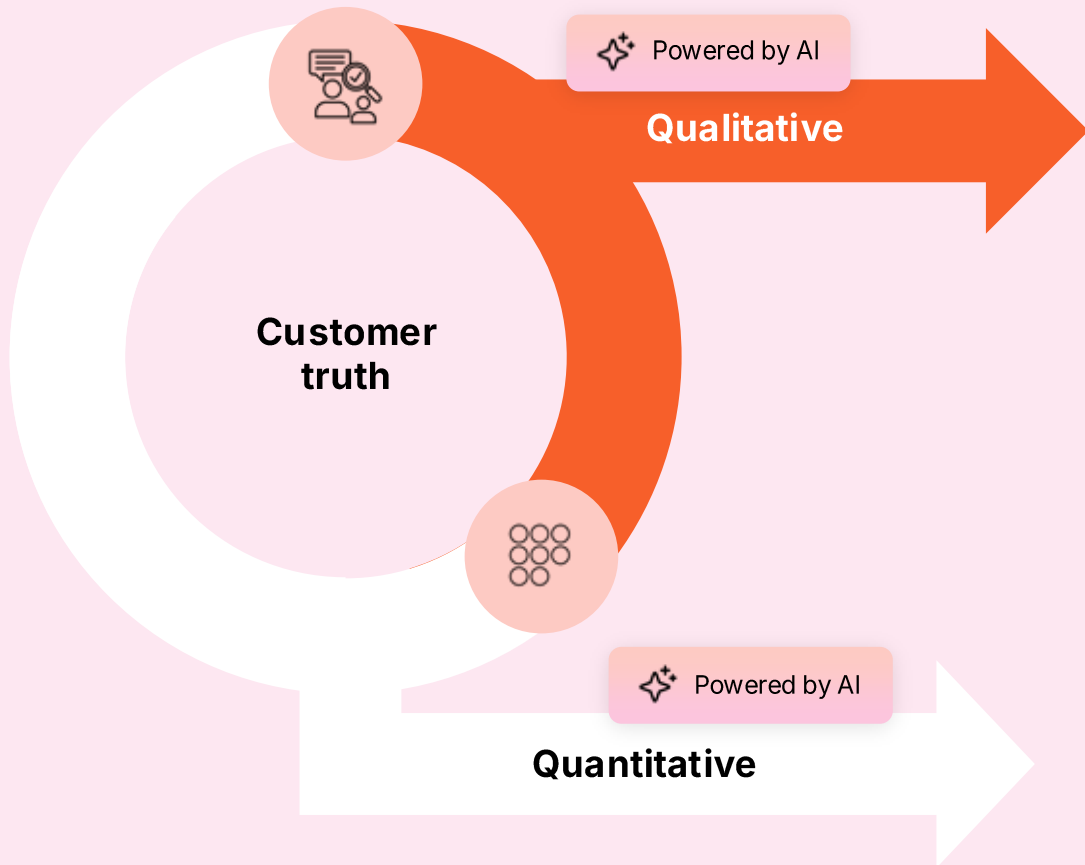 Powered by AI
Qualitative
Customer
truth
Powered by AI
Quantitative